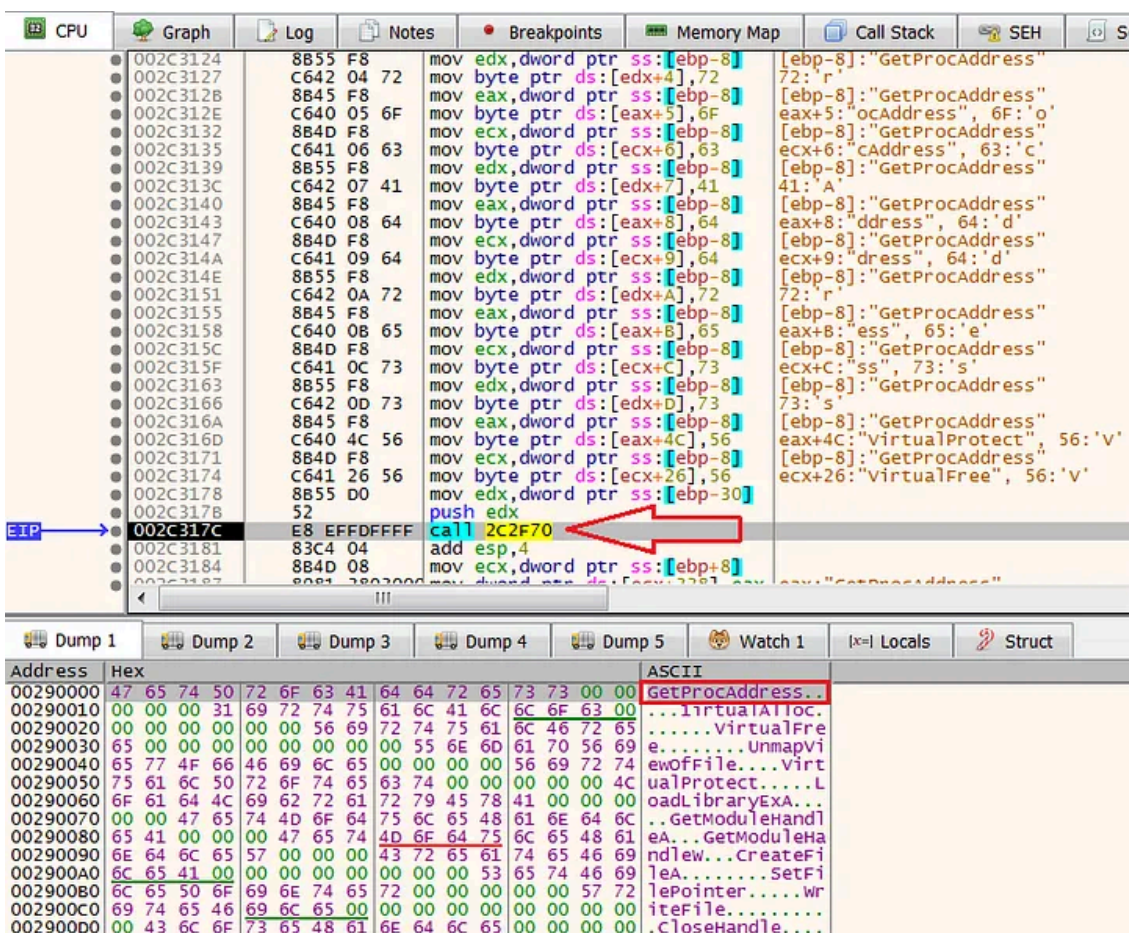 CPU Graph Log Notes Breakpoints Memory Map Call Stack SEH S
002C3124 8B55 F8 mov edx,dword ptr ss:[ebp-8] [ebp-8]:"GetProcAddress"
002C3127 C642 04 72 mov byte ptr ds:[edx+4],72 72:'r'
002C312B 8B45 F8 mov eax,dword ptr ss:[ebp-8] [ebp-8]:"GetProcAddress"
002C312E C640 05 6F mov byte ptr ds:[eax+5],6F eax+5:"ocAddress", 6F:'o'
002C3132 8B4D F8 mov ecx,dword ptr ss:[ebp-8] [ebp-8]:"GetProcAddress"
002C3135 C641 06 63 mov byte ptr ds:[ecx+6],63 ecx+6:"cAddress", 63:'c'
002C3139 8B55 F8 mov edx,dword ptr ss:[ebp-8] [ebp-8]:"GetProcAddress"
002C313C C642 07 41 mov byte ptr ds:[edx+7],41 41:'A'
002C3140 8B45 F8 mov eax,dword ptr ss:[ebp-8] [ebp-8]:"GetProcAddress"
002C3143 C640 08 64 mov byte ptr ds:[eax+8],64 eax+8:"ddress", 64:'d'
002C3147 8B4D F8 mov ecx,dword ptr ss:[ebp-8] [ebp-8]:"GetProcAddress"
002C314A C641 09 64 mov byte ptr ds:[ecx+9],64 ecx+9:"dress", 64:'d'
002C314E 8B55 F8 mov edx,dword ptr ss:[ebp-8] [ebp-8]:"GetProcAddress"
002C3151 C642 0A 72 mov byte ptr ds:[edx+A],72 72:'r'
002C3155 8B45 F8 mov eax,dword ptr ss:[ebp-8] [ebp-8]:"GetProcAddress"
002C3158 C640 0B 65 mov byte ptr ds:[eax+B],65 eax+B:"ess", 65:'e'
002C315C 8B4D F8 mov ecx,dword ptr ss:[ebp-8] [ebp-8]:"GetProcAddress"
002C315F C641 0C 73 mov byte ptr ds:[ecx+C],73 ecx+C:"ss", 73:'s'
002C3163 8B55 F8 mov edx,dword ptr ss:[ebp-8] [ebp-8]:"GetProcAddress"
002C3166 C642 0D 73 mov byte ptr ds:[edx+D],73 73:'s'
002C316A 8B45 F8 mov eax,dword ptr ss:[ebp-8] [ebp-8]:"GetProcAddress"
002C316D C640 4C 56 mov byte ptr ds:[eax+4C],56 eax+4C:"VirtualProtect", 56:'V'
002C3171 8B4D F8 mov ecx,dword ptr ss:[ebp-8] [ebp-8]:"GetProcAddress"
002C3174 C641 26 56 mov byte ptr ds:[ecx+26],56 ecx+26:"VirtualFree", 56:'V'
002C3178 8B55 D0 mov edx,dword ptr ss:[ebp-30]
002C317B 52 push edx
EIP 002C317C E8 EFFDFFFF call 2C2F70
002C3181 83C4 04 add esp,4
002C3184 8B4D 08 mov ecx,dword ptr ss:[ebp+8]
Dump 1 Dump 2 Dump 3 Dump 4 Dump 5 Watch 1 [x=] Locals Struct
Address Hex ASCII
00290000 47 65 74 50 72 6F 63 41 64 64 72 65 73 73 00 00 GetProcAddress..
00290010 00 00 00 31 69 72 74 75 61 6C 41 6C 6C 6F 63 00 ...1irtualAlloc.
00290020 00 00 00 00 00 00 56 69 72 74 75 61 6C 46 72 65 ......VirtualFre
00290030 65 00 00 00 00 00 00 00 00 55 6E 6D 61 70 56 69 e........UnmapVi
00290040 65 77 4F 66 46 69 6C 65 00 00 00 00 56 69 72 74 ewOfFile....Virt
00290050 75 61 6C 50 72 6F 74 65 63 74 00 00 00 00 00 4C ualProtect.....L
00290060 6F 61 64 4C 69 62 72 61 72 79 45 78 41 00 00 00 oadLibraryExA...
00290070 00 00 47 65 74 4D 6F 64 75 6C 65 48 61 6E 64 6C ..GetModuleHandl
00290080 65 41 00 00 00 47 65 74 4D 6F 64 75 6C 65 48 61 eA...GetModuleHa
00290090 6E 64 6C 65 57 00 00 00 43 72 65 61 74 65 46 69 ndleW...CreateFi
002900A0 6C 65 41 00 00 00 00 00 00 00 00 53 65 74 46 69 leA........SetFi
002900B0 6C 65 50 6F 69 6E 74 65 72 00 00 00 00 00 57 72 lePointer.....Wr
002900C0 69 74 65 46 69 6C 65 00 00 00 00 00 00 00 00 00 iteFile.........
002900D0 00 43 6C 6F 73 65 48 61 6E 64 6C 65 00 00 00 00 .CloseHandle....